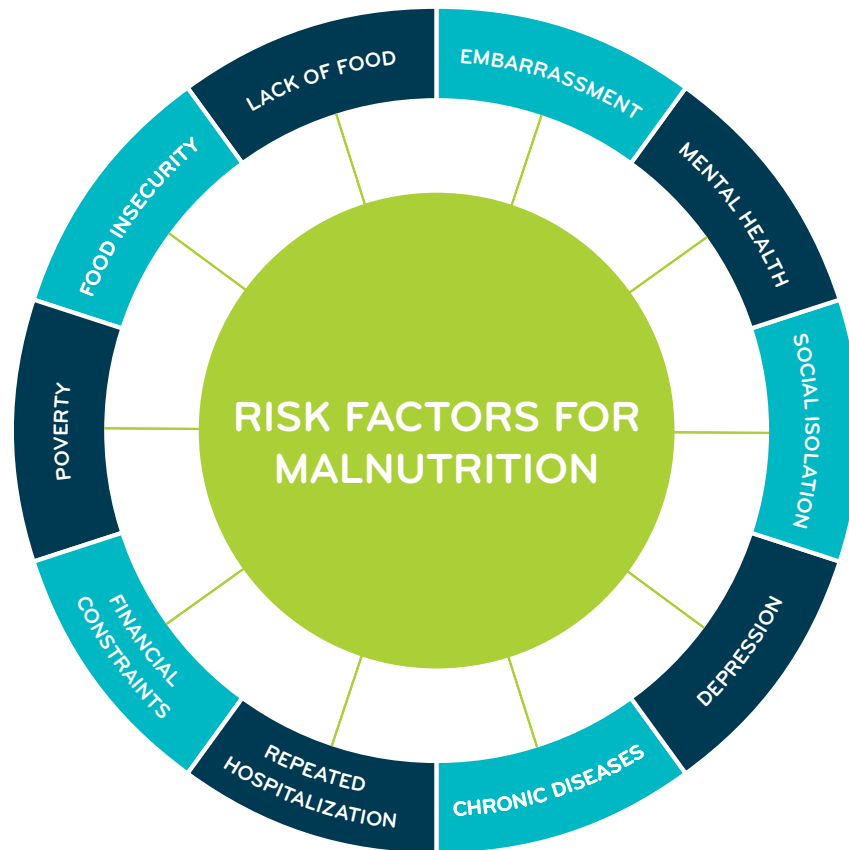 LACK OF FOOD
EMBARRASSMENT
MENTAL HEALTH
SOCIAL ISOLATION
DEPRESSION
CHRONIC DISEASES
REPEATED
HOSPITALIZATION
FINANCIAL
CONSTRAINTS
POVERTY
FOOD INSECURITY
RISK FACTORS FOR
MALNUTRITION